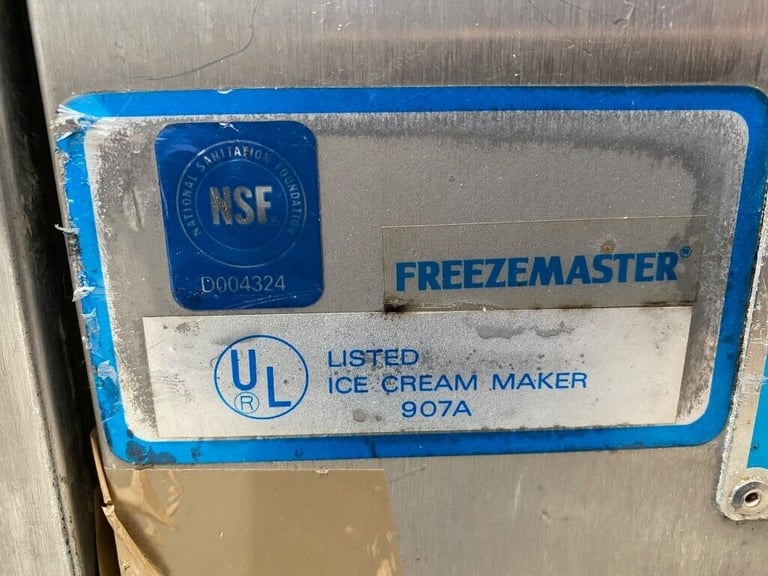 NATIONAL SANITATION FOUNDATION
NSF®
D004324
FREEZEMASTER®
UL®
LISTED
ICE CREAM MAKER
907A